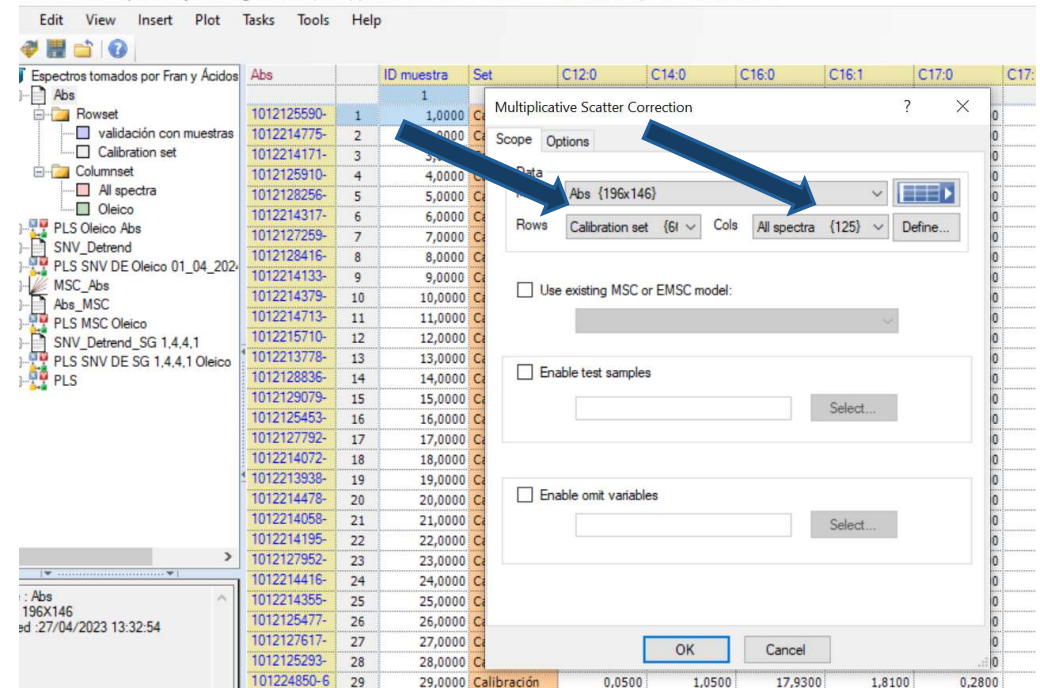 Edit View Insert Plot Tasks Tools Help
Espectros tomados por Fran y Ácidos
Abs
Rowset
validación con muestras
Calibration set
Columnset
All spectra
Oleico
PLS Oleico Abs
SNV_Detrend
PLS SNV DE Oleico 01_04_202
MSC_Abs
Abs_MSC
PLS MSC Oleico
SNV_Detrend_SG 1,4,4,1
PLS SNV DE SG 1,4,4,1 Oleico
PLS
: Abs
196X146
ed :27/04/2023 13:32:54
Abs ID muestra Set C12:0 C14:0 C16:0 C16:1 C17:0 C17:
1
1012125590- 1 1,0000
1012214775- 2
1012214171- 3
1012125910- 4 4,0000
1012128256- 5 5,0000
1012214317- 6 6,0000
1012127259- 7 7,0000
1012128416- 8 8,0000
1012214133- 9 9,0000
1012214379- 10 10,0000
1012214713- 11 11,0000
1012215710- 12 12,0000
1012213778- 13 13,0000
1012128836- 14 14,0000
1012129079- 15 15,0000
1012125453- 16 16,0000
1012127792- 17 17,0000
1012214072- 18 18,0000
1012213938- 19 19,0000
1012214478- 20 20,0000
1012214058- 21 21,0000
1012214195- 22 22,0000
1012127952- 23 23,0000
1012214416- 24 24,0000
1012214355- 25 25,0000
1012125477- 26 26,0000
1012127617- 27 27,0000
1012125293- 28 28,0000
101224850-6 29 29,0000 Calibración 0,0500 1,0500 17,9300 1,8100 0,2800
Multiplicative Scatter Correction ?
Scope Options
Data
Abs {196x146}
Rows Calibration set {6 Cols All spectra {125} Define...
Use existing MSC or EMSC model:
Enable test samples
Select...
Enable omit variables
Select...
OK Cancel